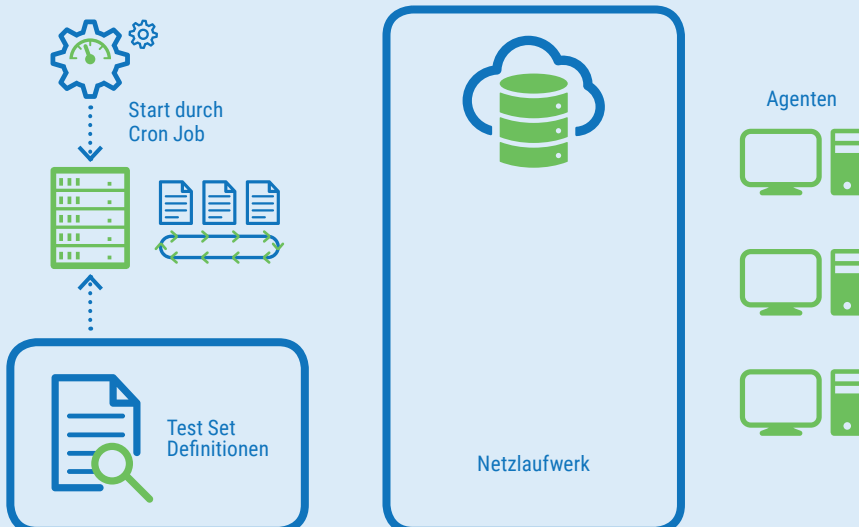 Start durch
Cron Job
Test Set
Definitionen
Netzlaufwerk
Agenten